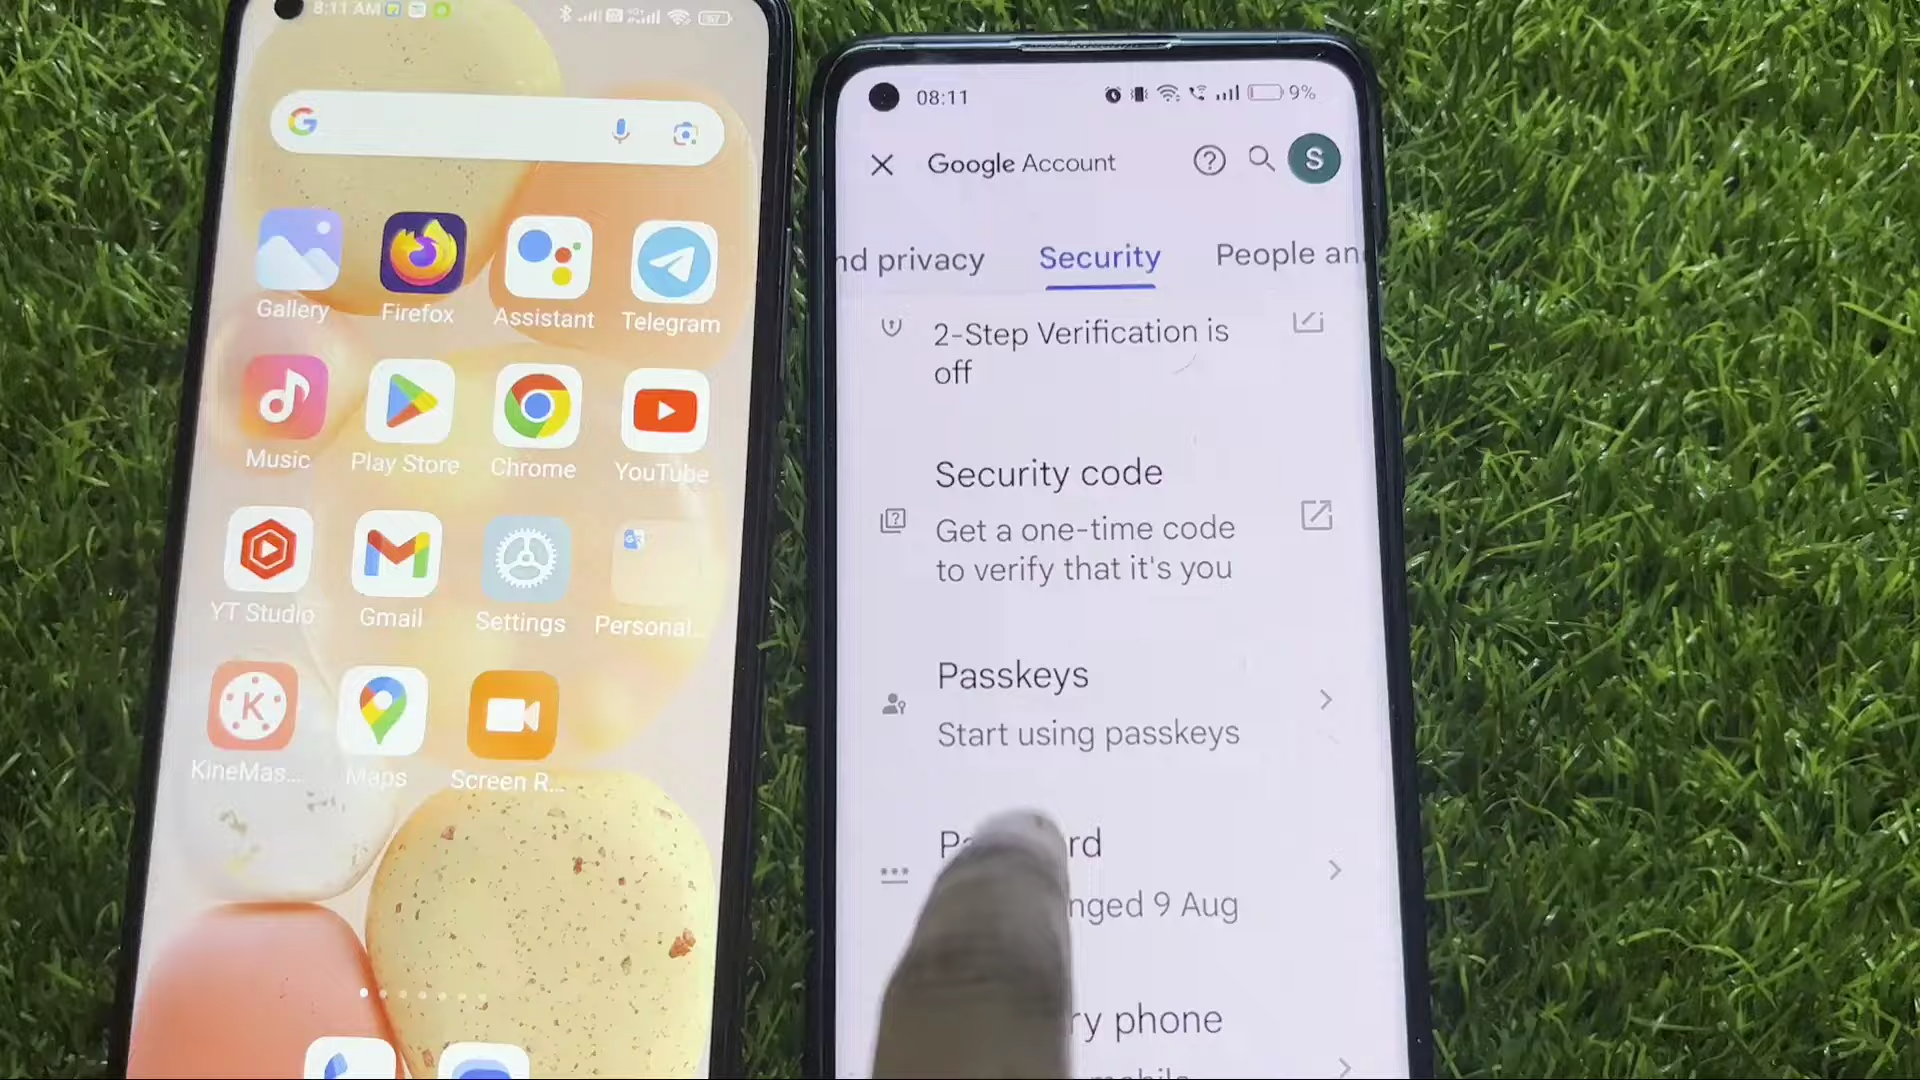 8:11 AM
Gallery
Firefox
Assistant
Telegram
Music
Play Store
Chrome
YouTube
YT Studio
Gmail
Settings
Personal...
KineMas...
Maps
Screen R...
08:11
9%
Google Account
S
nd privacy
Security
People an
2-Step Verification is
off
Security code
Get a one-time code
to verify that it's you
Passkeys
Start using passkeys
Pa rd
nged 9 Aug
ry phone